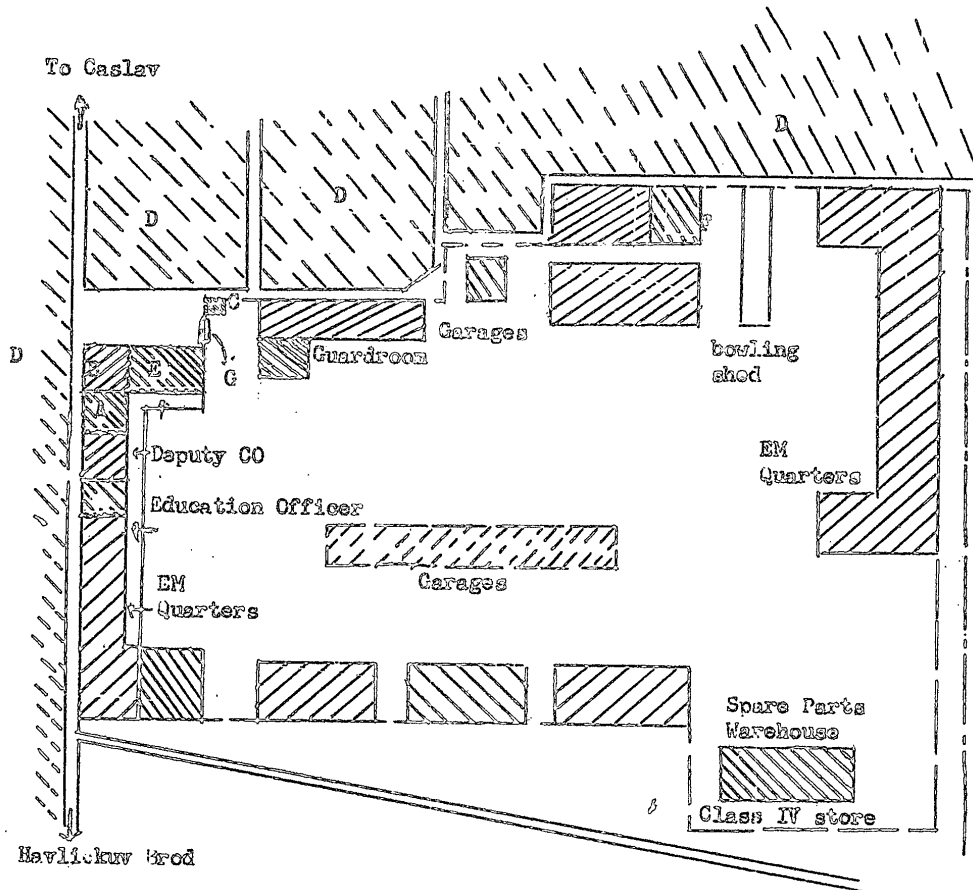 To Caslav
D
D
D
D
C
G
E
A
Garages
Guardroom
bowling
shed
Deputy CO
Education Officer
EM
Quarters
EM
Quarters
Garages
Spare Parts
Warehouse
Class IV store
Havlickuv Brod